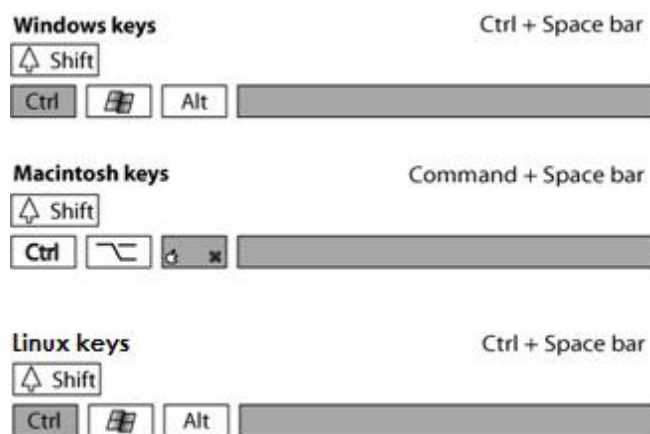 Windows keys Ctrl + Space bar
Shift
Ctrl Alt
Macintosh keys Command + Space bar
Shift
Ctrl
Linux keys Ctrl + Space bar
Shift
Ctrl Alt